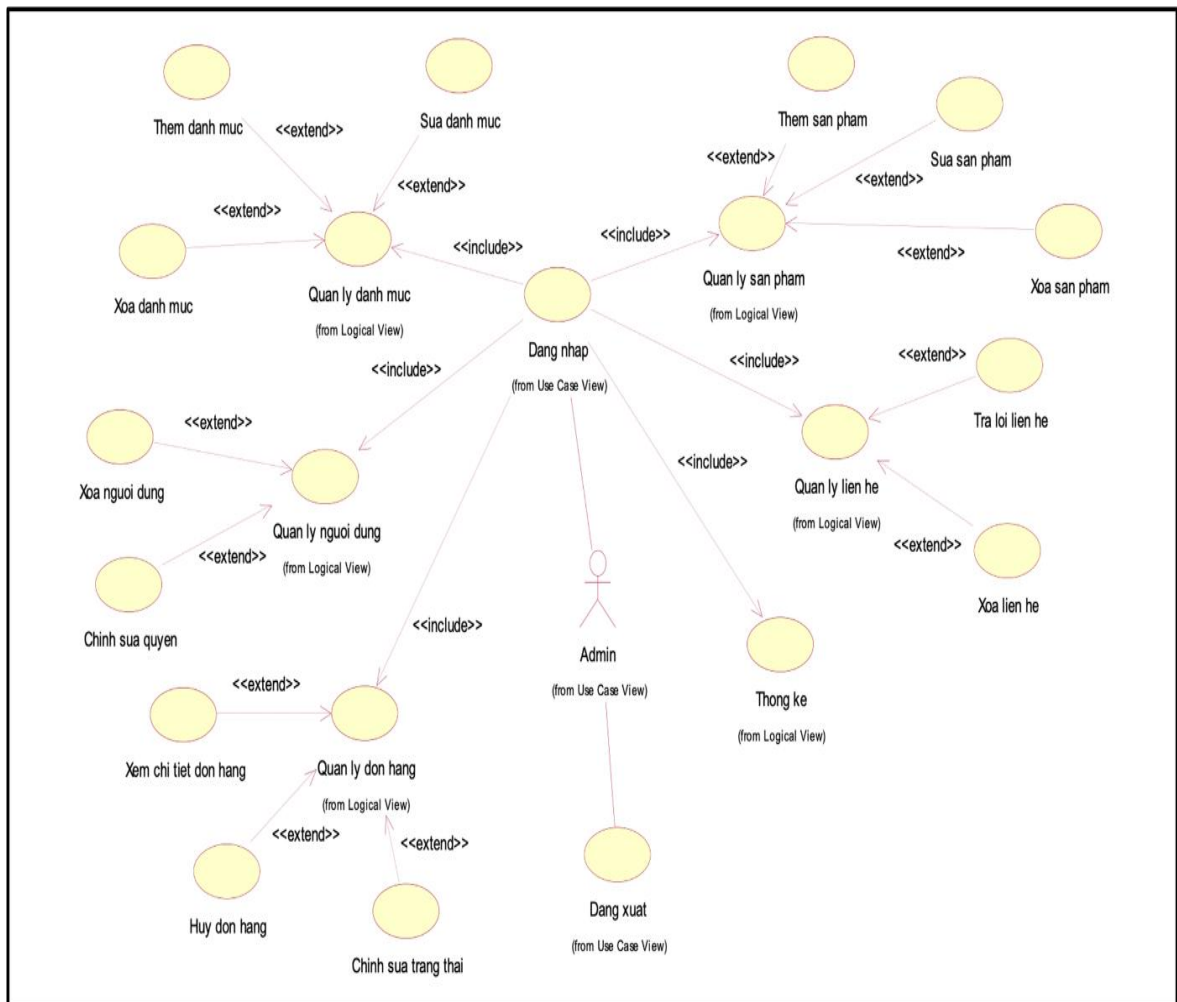 Them danh muc
<<extend>>
Sua danh muc
<<extend>>
<<extend>>
Xoa danh muc
Quan ly danh muc
(from Logical View)
<<include>>
Them san pham
<<extend>>
Sua san pham
<<extend>>
<<include>>
Quan ly san pham
(from Logical View)
<<extend>>
Xoa san pham
Dang nhap
(from Use Case View)
<<include>>
<<include>>
<<extend>>
Tra loi lien he
Xoa nguoi dung
<<extend>>
Quan ly nguoi dung
(from Logical View)
<<extend>>
Chinh sua quyen
<<include>>
Quan ly lien he
(from Logical View)
<<extend>>
Xoa lien he
<<include>>
Admin
(from Use Case View)
Thong ke
(from Logical View)
<<extend>>
Xem chi tiet don hang
Quan ly don hang
(from Logical View)
<<extend>>
<<extend>>
Huy don hang
Chinh sua trang thai
Dang xuat
(from Use Case View)